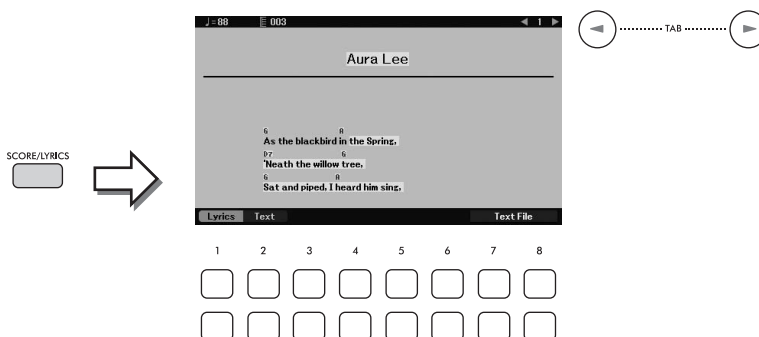 ♩=88 003 ◀ 1 ▶
◀ TAB ▶
Aura Lee
SCORE/LYRICS
G A
As the blackbird in the Spring,
D7 G
'Neath the willow tree,
G A
Sat and piped, I heard him sing,
Lyrics Text Text File
1 2 3 4 5 6 7 8